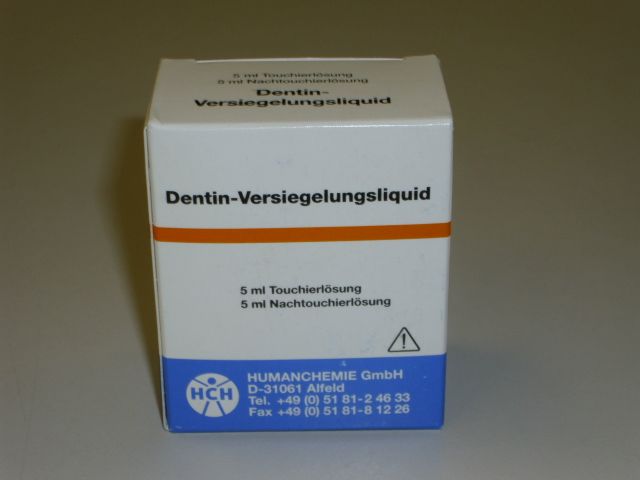 5 ml Touchierlösung
5 ml Nachtouchierlösung
Dentin-
Versiegelungsliquid
Dentin-Versiegelungsliquid
5 ml Touchierlösung
5 ml Nachtouchierlösung
HCH
HUMANCHEMIE GmbH
D-31061 Alfeld
Tel. +49 (0) 51 81-2 46 33
Fax +49 (0) 51 81-8 12 26